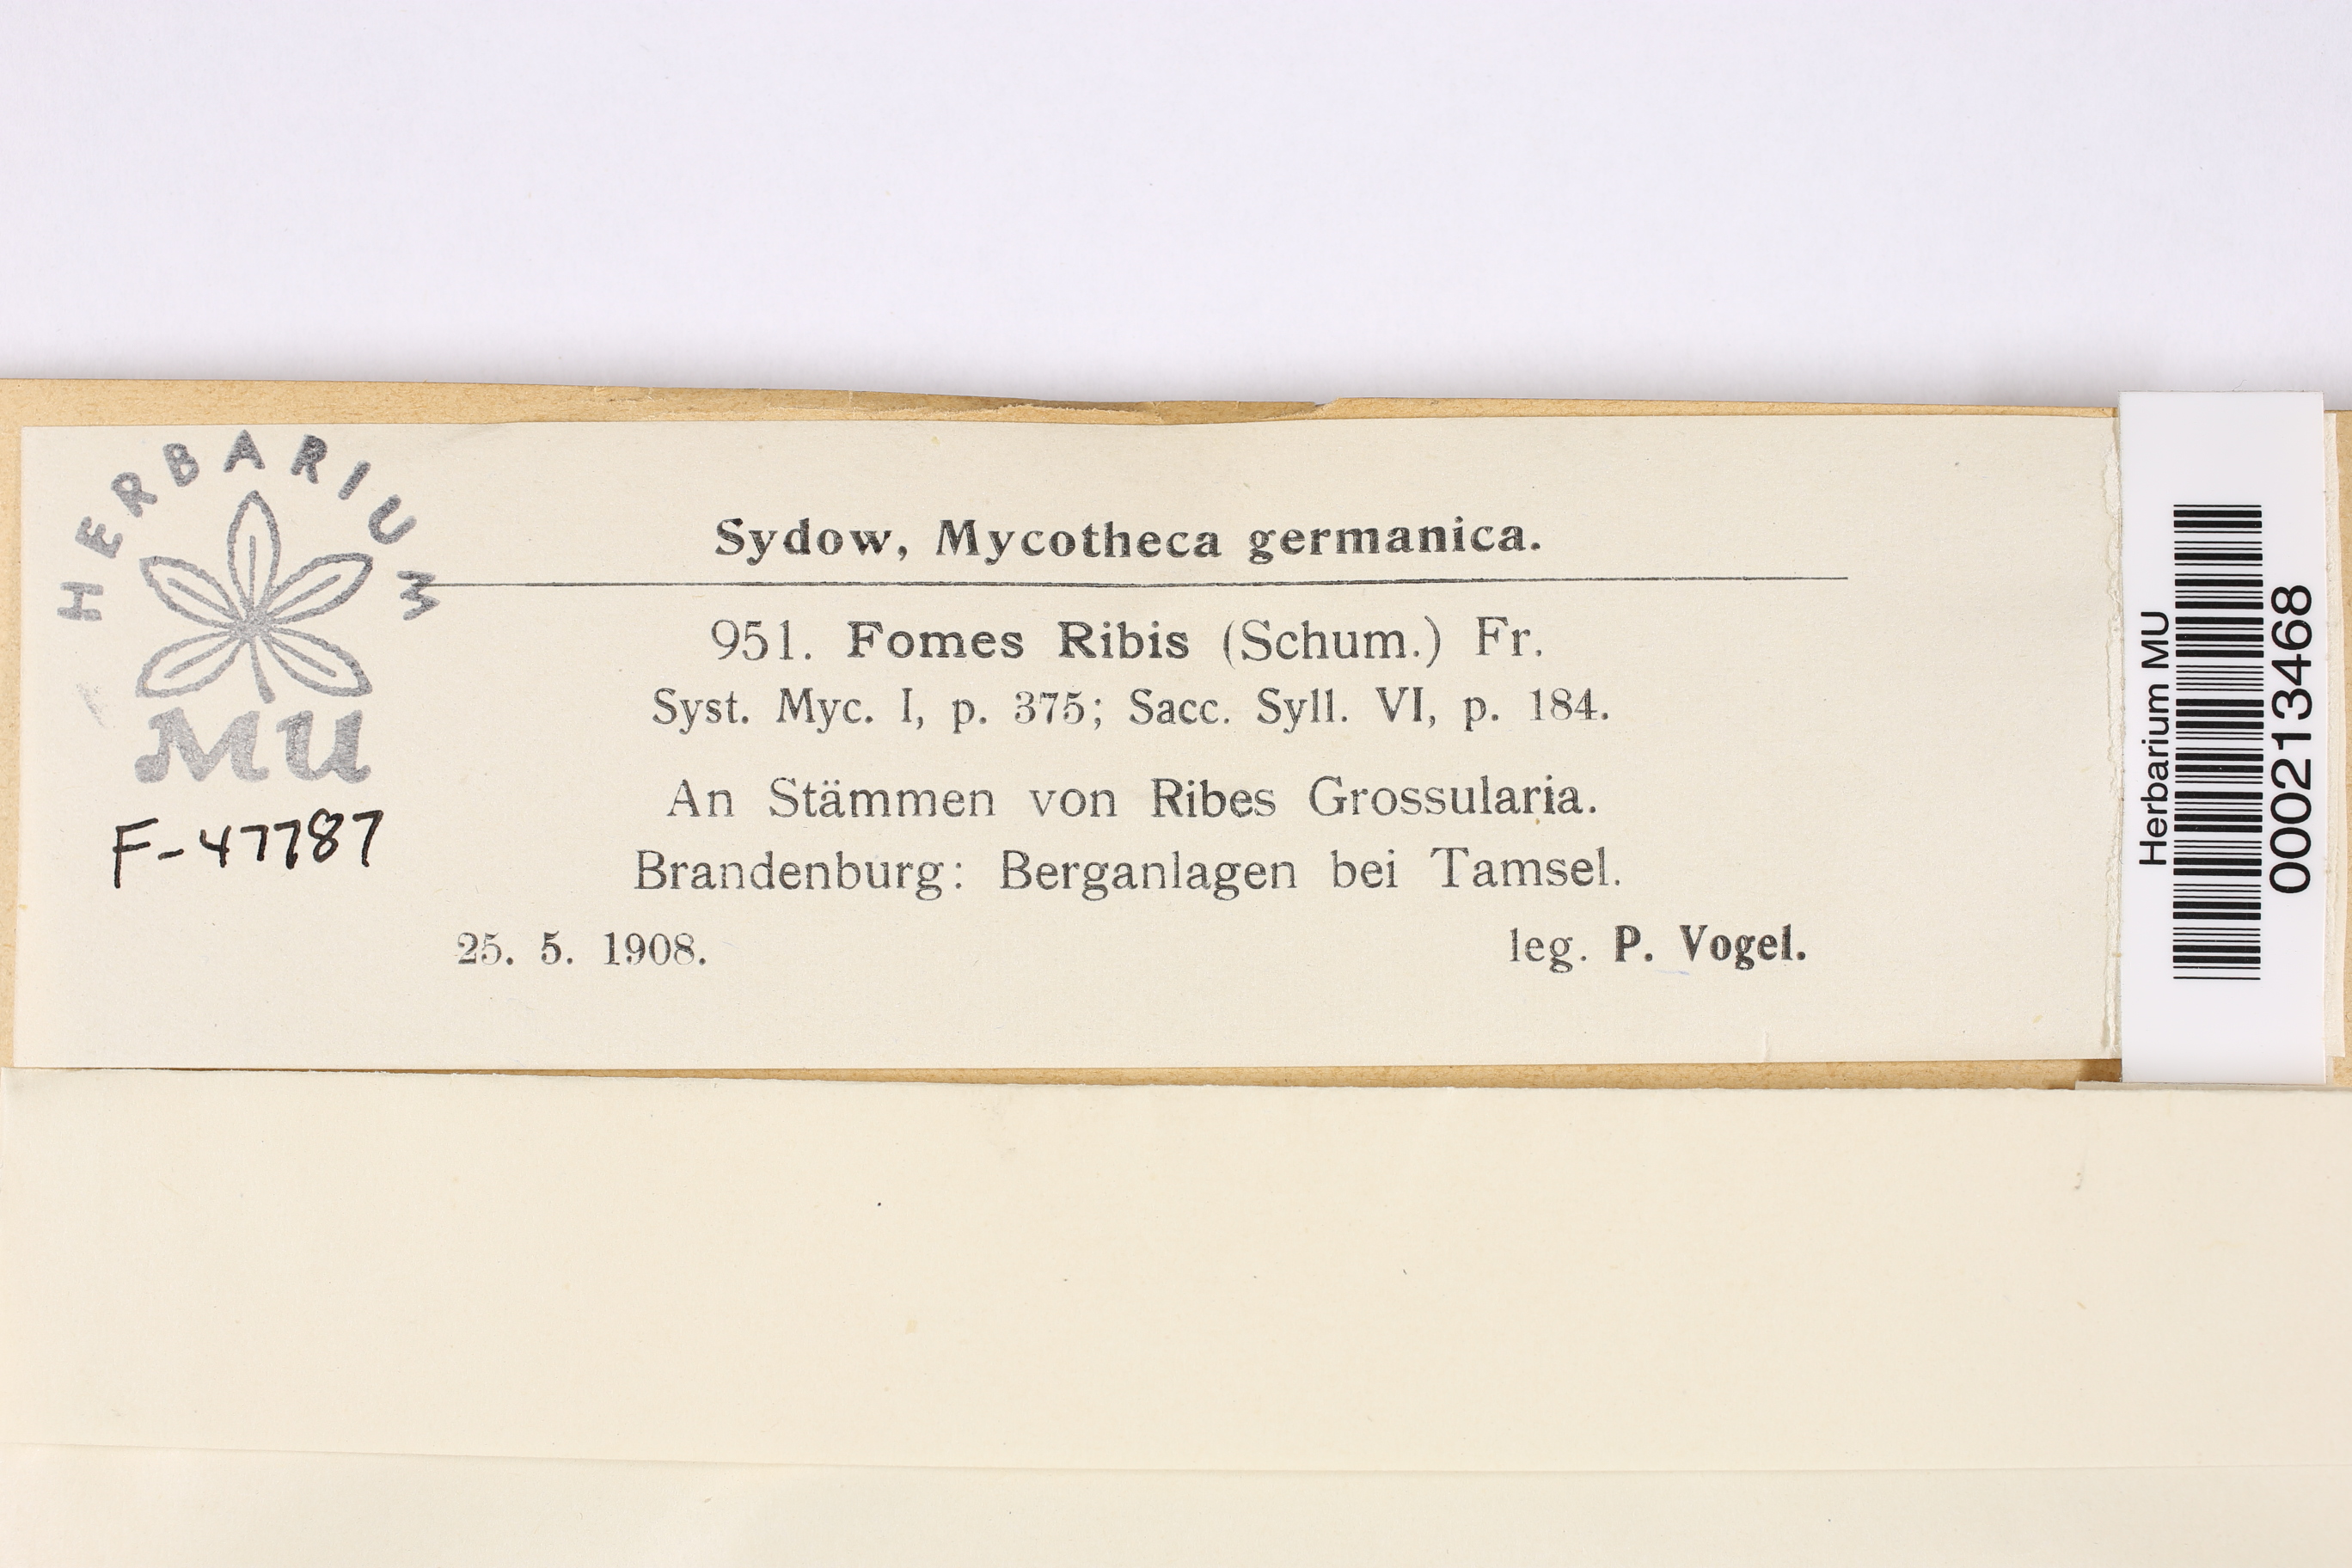 HERBARIUM
MU
F-47787
Sydow, Mycotheca germanica.
951. Fomes Ribis (Schum.) Fr.
Syst. Myc. I, p. 375; Sacc. Syll. VI, p. 184.
An Stämmen von Ribes Grossularia.
Brandenburg: Berganlagen bei Tamsel.
25. 5. 1908. leg. P. Vogel.
Herbarium MU
000213468